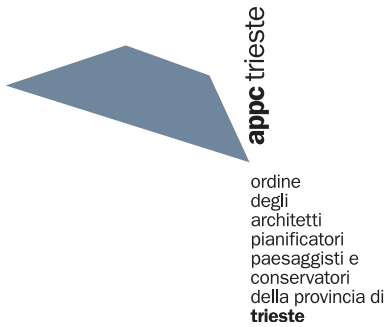 appc trieste
ordine
degli
architetti
pianificatori
paesaggisti e
conservatori
della provincia di
trieste